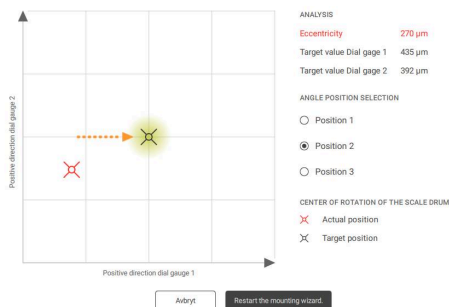 ANALYSIS
Eccentricity 270 µm
Target value Dial gage 1 435 µm
Target value Dial gage 2 392 µm
ANGLE POSITION SELECTION
Position 1
Position 2
Position 3
CENTER OF ROTATION OF THE SCALE DRUM
Actual position
Target position
Positive direction dial gauge 2
Positive direction dial gauge 1
Avbryt
Restart the mounting wizard.